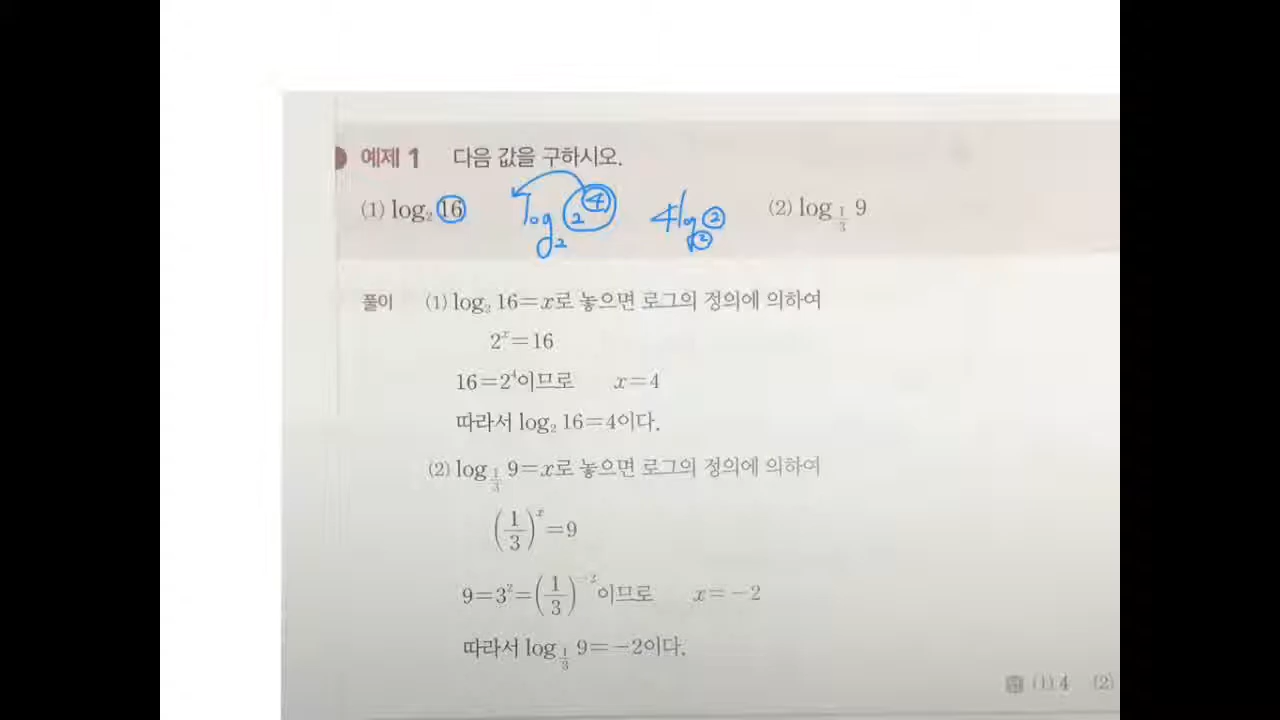 예제 1 다음 값을 구하시오.
(1) log₂ 16 log₂ 2⁴ 4log₂ 2 (2) log_{1/3} 9
풀이 (1) log₂ 16=x로 놓으면 로그의 정의에 의하여
2ˣ=16
16=2⁴이므로 x=4
따라서 log₂ 16=4이다.
(2) log_{1/3} 9=x로 놓으면 로그의 정의에 의하여
(1/3)ˣ=9
9=3²=(1/3)⁻²이므로 x=-2
따라서 log_{1/3} 9=-2이다.
답 (1) 4 (2)